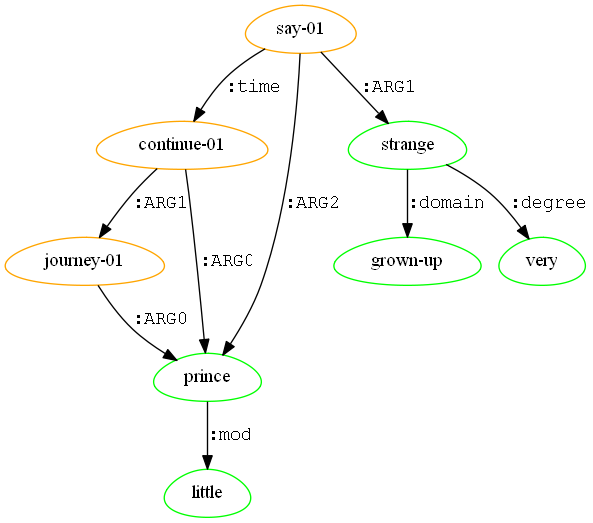 say-01
:time
:ARG1
continue-01
strange
:ARG1
:ARG2
:domain
:degree
journey-01
:ARG0
grown-up
very
:ARG0
prince
:mod
little